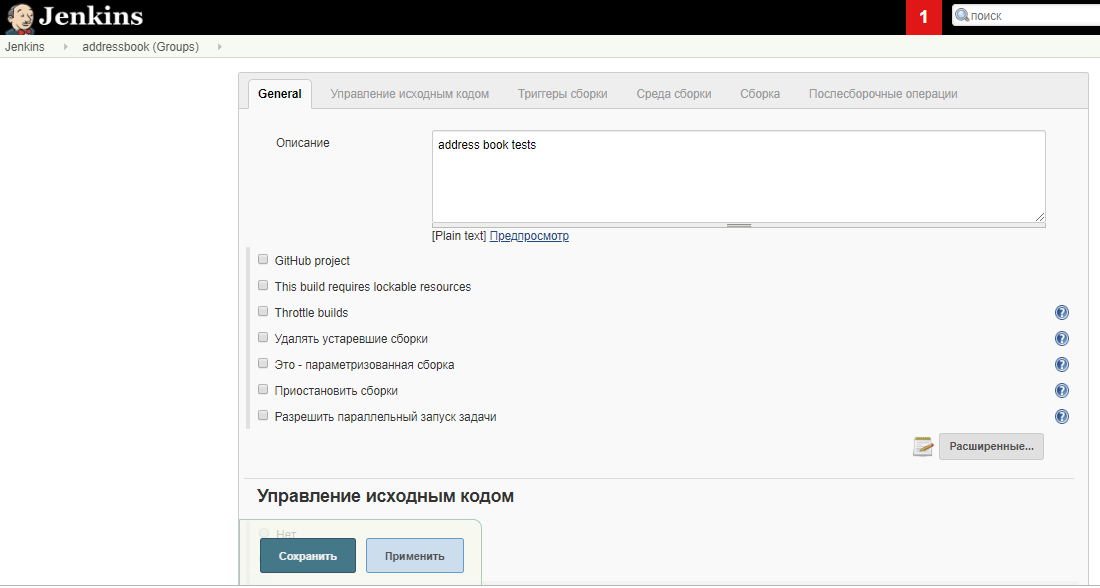 Jenkins
1
поиск
Jenkins addressbook (Groups)
General Управление исходным кодом Триггеры сборки Среда сборки Сборка Послесборочные операции
Описание
address book tests
[Plain text] Предпросмотр
GitHub project
This build requires lockable resources
Throttle builds
Удалять устаревшие сборки
Это - параметризованная сборка
Приостановить сборки
Разрешить параллельный запуск задачи
Расширенные...
Управление исходным кодом
Нет
Сохранить Применить